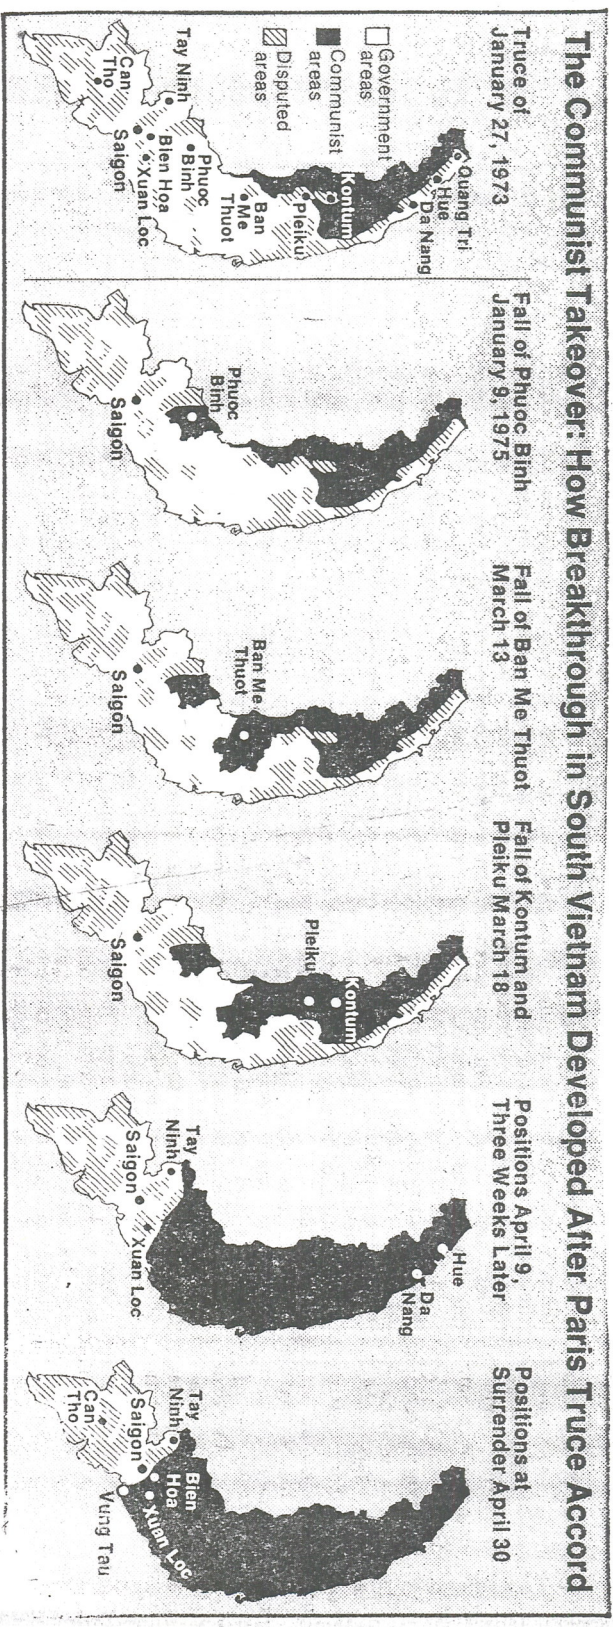 The Communist Takeover: How Breakthrough in South Vietnam Developed After Paris Truce Accord
Truce of
January 27, 1973
Government
areas
Communist
areas
Disputed
areas
Quang Tri
Hue
Da Nang
Kontum
Pleiku
Ban
Me
Thuot
Phuoc
Binh
Tay Ninh
Bien Hoa
Xuan Loc
Saigon
Can
Tho
Fall of Phuoc Binh
January 9, 1975
Phuoc
Binh
Saigon
Fall of Ban Me Thuot
March 13
Ban Me
Thuot
Saigon
Fall of Kontum and
Pleiku March 18
Kontum
Pleiku
Saigon
Positions April 9,
Three Weeks Later
Hue
Da
Nang
Tay
Ninh
Saigon
Xuan Loc
Positions at
Surrender April 30
Tay
Ninh
Bien
Hoa
Saigon
Xuan Loc
Can
Tho
Vung Tau